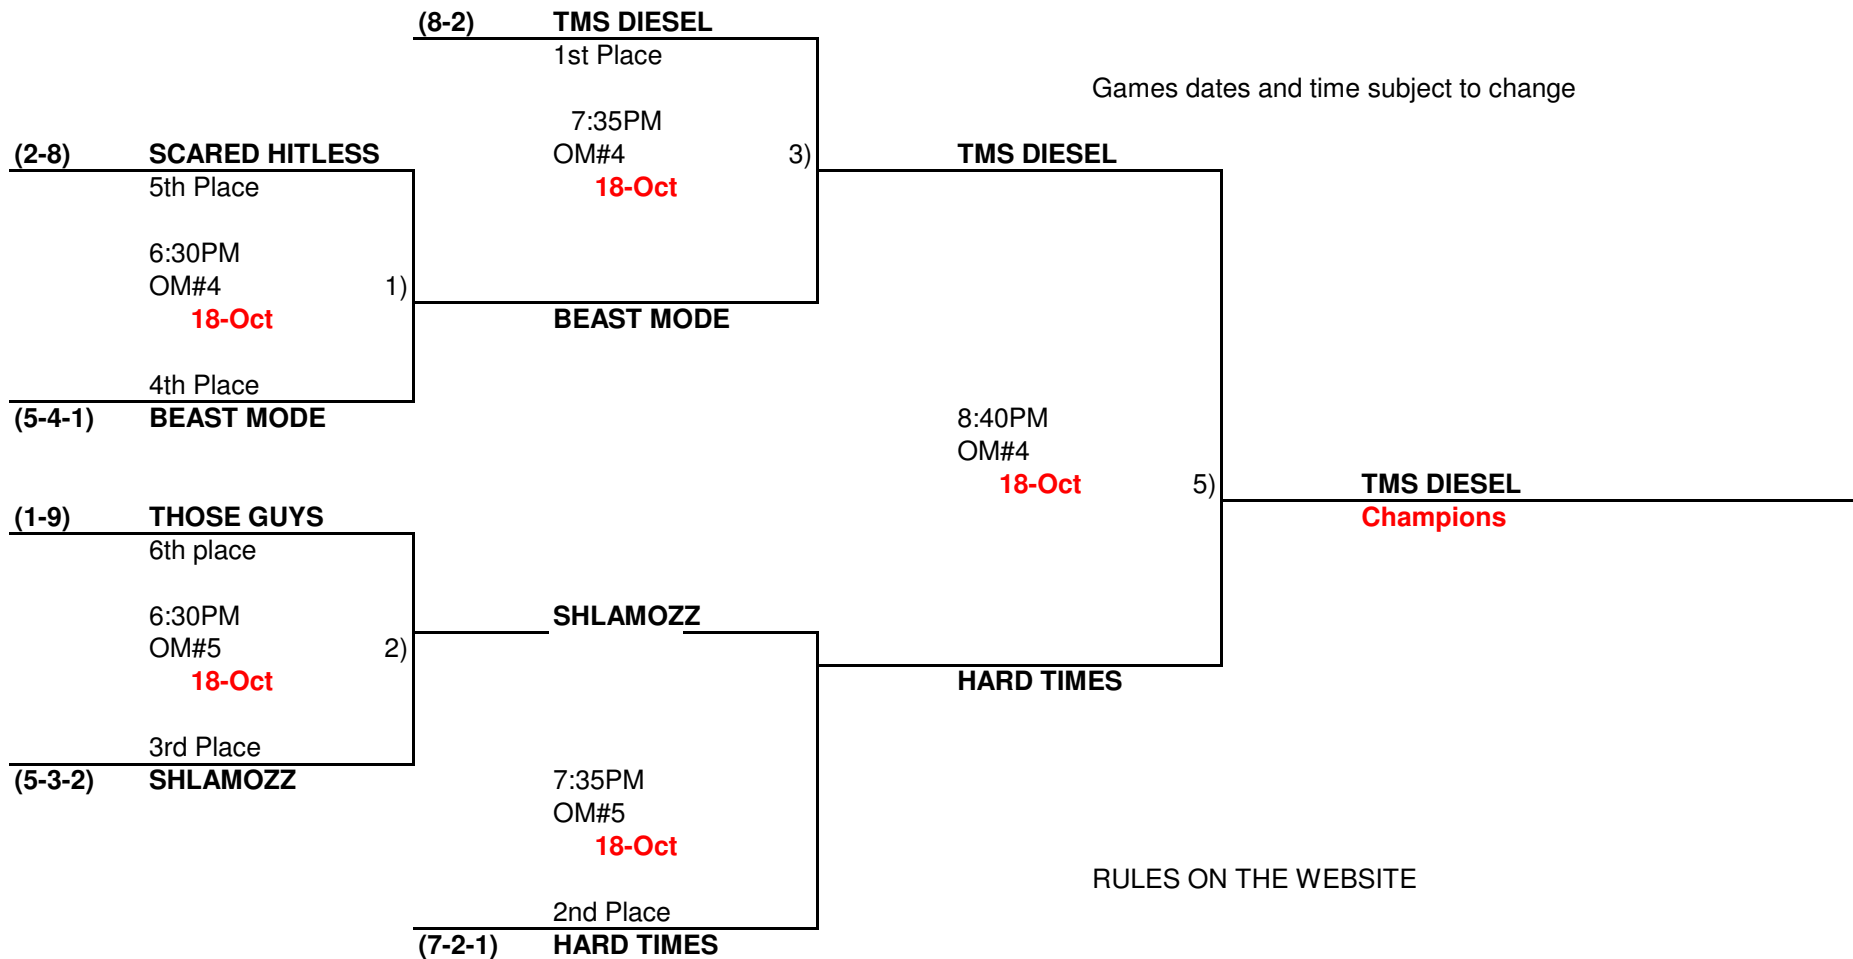 (8-2) TMS DIESEL
1st Place
Games dates and time subject to change
7:35PM
(2-8) SCARED HITLESS OM#4 3) TMS DIESEL
5th Place 18-Oct
6:30PM
OM#4 1)
18-Oct BEAST MODE
4th Place
(5-4-1) BEAST MODE 8:40PM
OM#4
18-Oct 5) TMS DIESEL
(1-9) THOSE GUYS Champions
6th place
6:30PM SHLAMOZZ
OM#5 2)
18-Oct HARD TIMES
3rd Place
(5-3-2) SHLAMOZZ 7:35PM
OM#5
18-Oct
RULES ON THE WEBSITE
2nd Place
(7-2-1) HARD TIMES